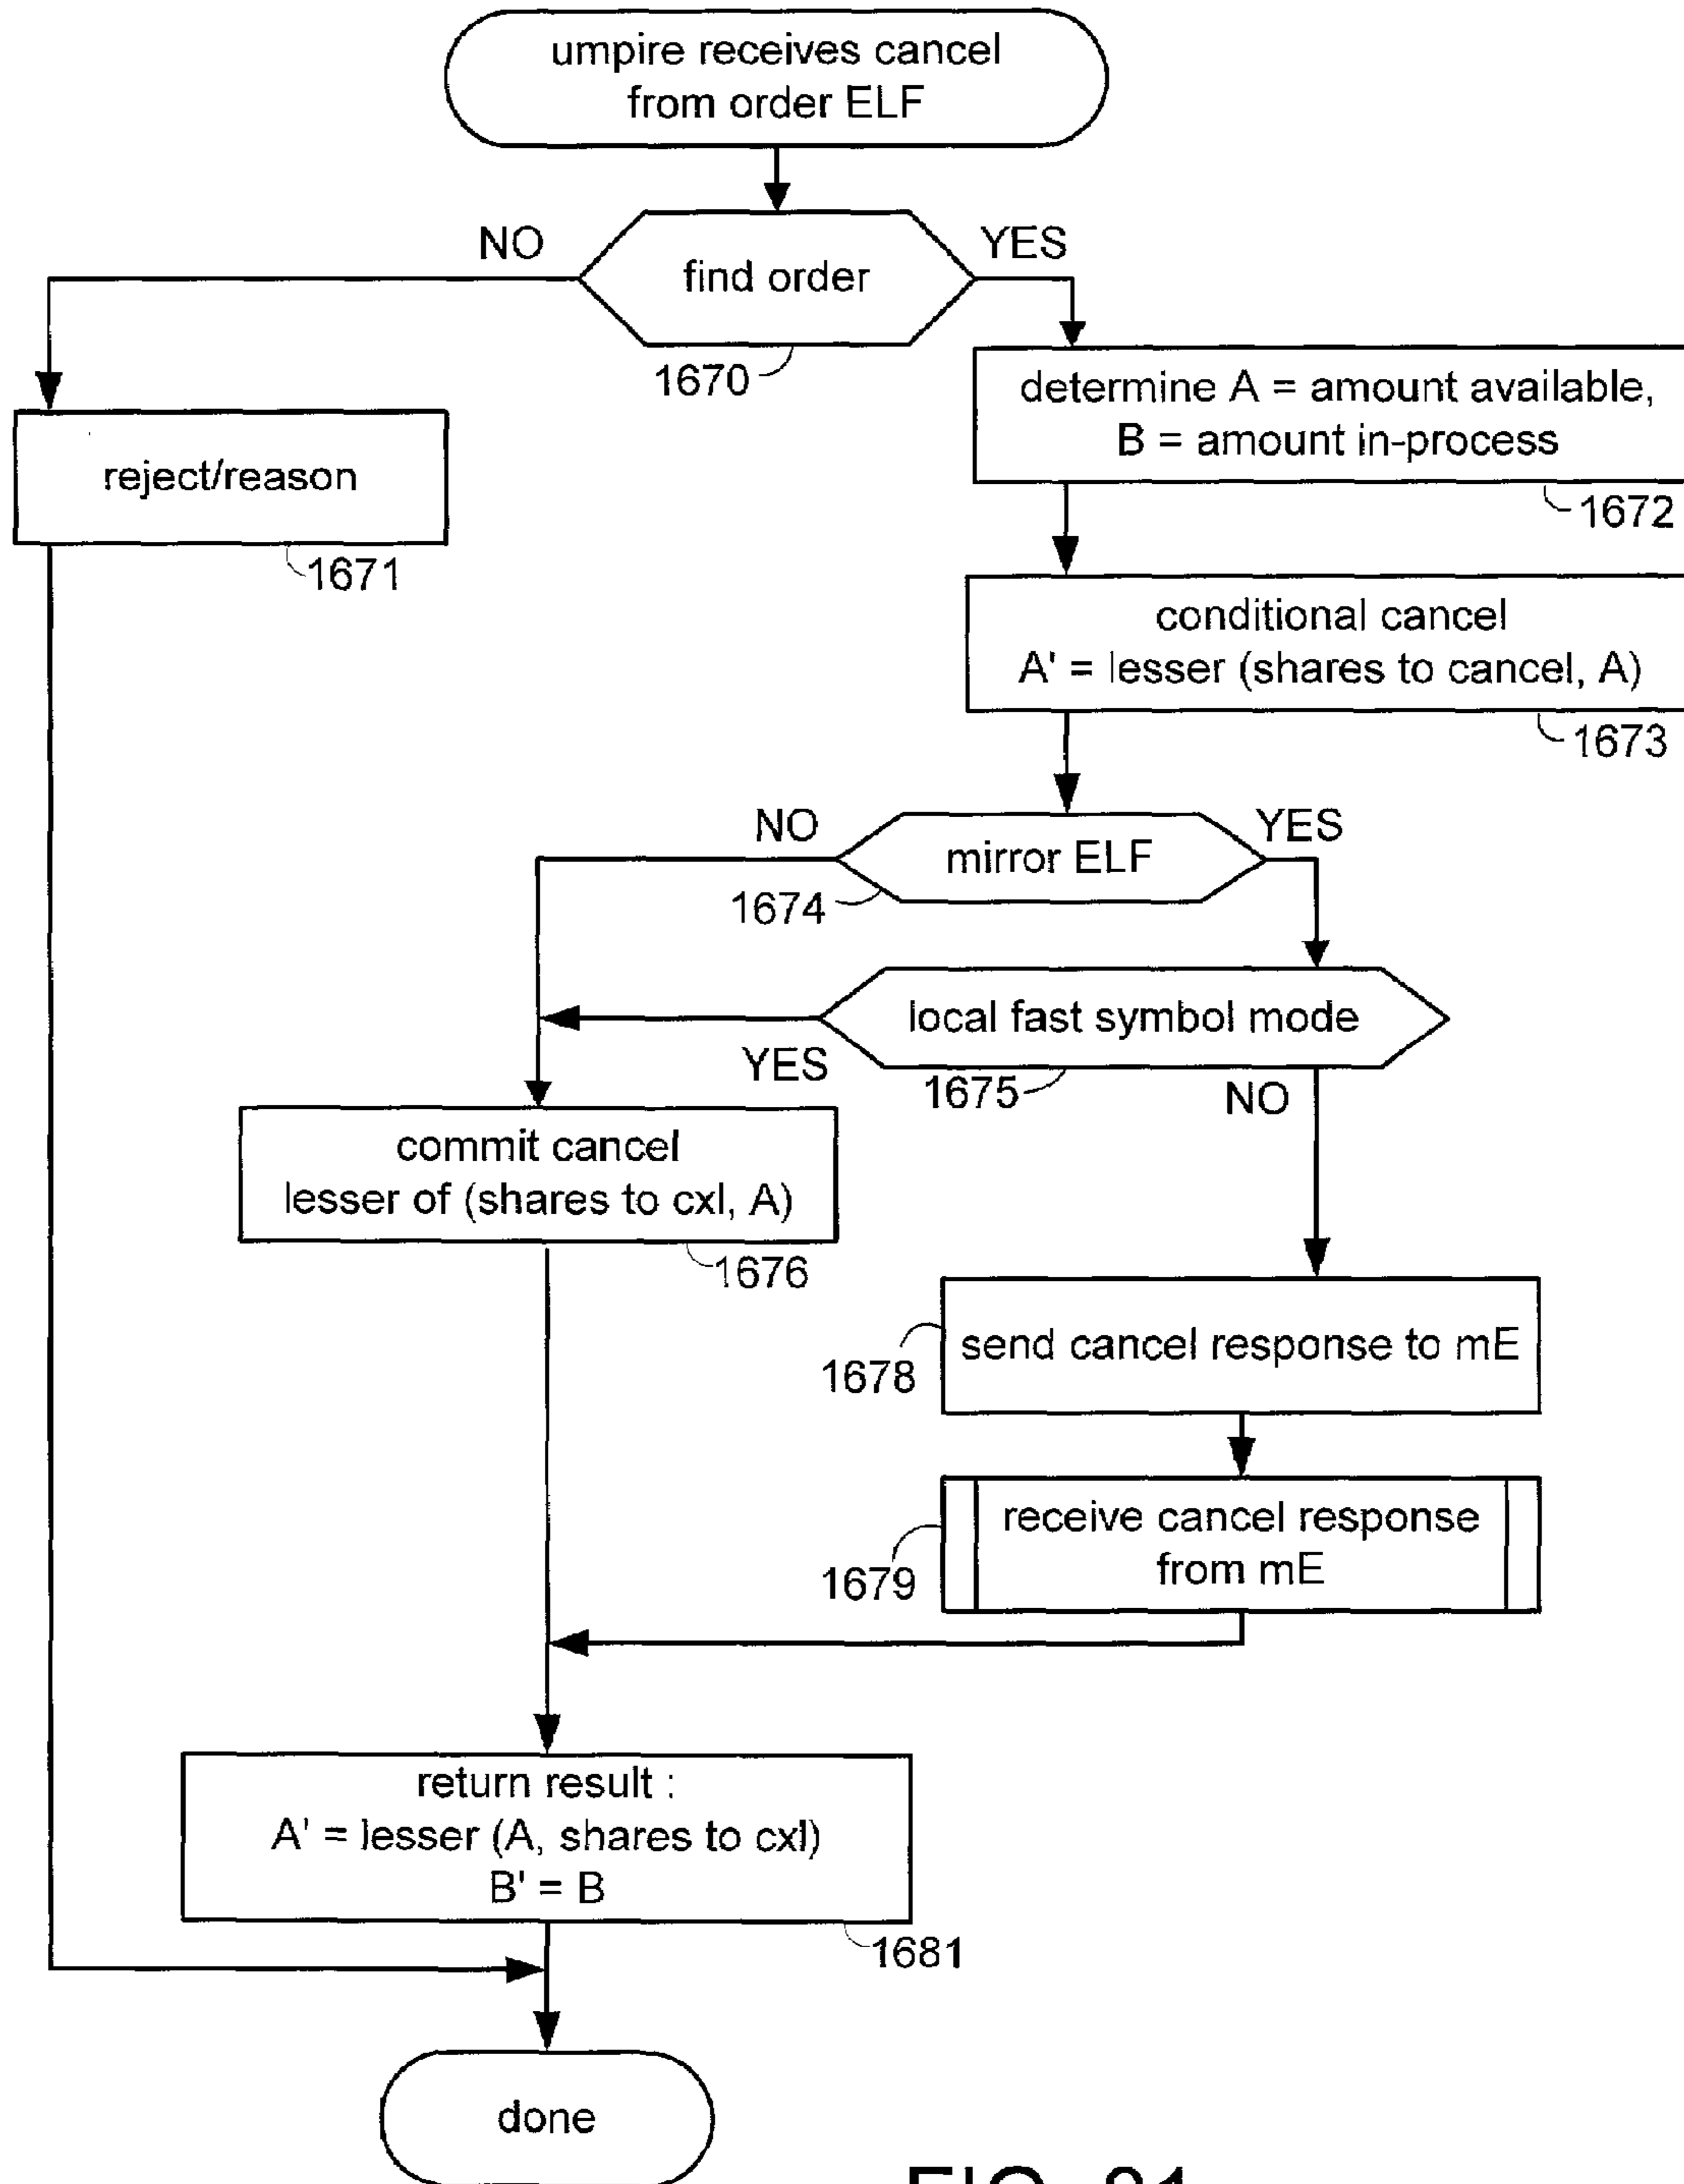 umpire receives cancel
from order ELF
NO
YES
find order
1670
determine A = amount available,
B = amount in-process
1672
reject/reason
1671
conditional cancel
A' = lesser (shares to cancel, A)
1673
NO
YES
mirror ELF
1674
local fast symbol mode
YES
1675
NO
commit cancel
lesser of (shares to cxl, A)
1676
send cancel response to mE
1678
receive cancel response
from mE
1679
return result :
A' = lesser (A, shares to cxl)
B' = B
1681
done